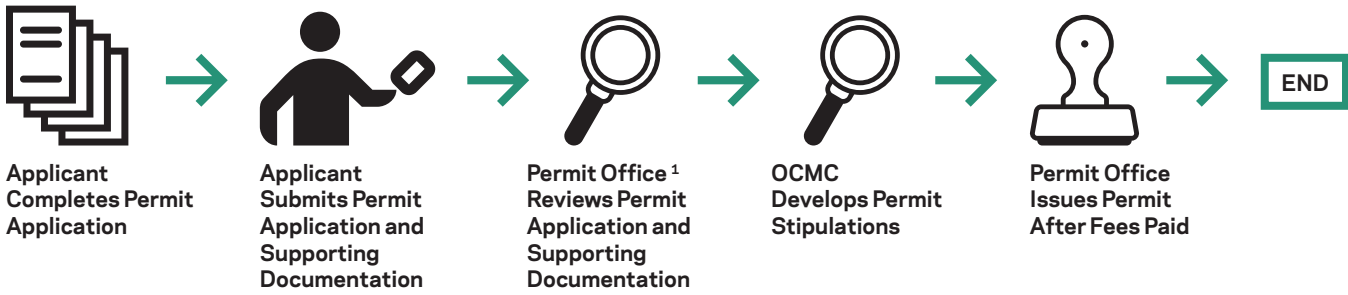 Applicant
Completes Permit
Application
Applicant
Submits Permit
Application and
Supporting
Documentation
Permit Office ¹
Reviews Permit
Application and
Supporting
Documentation
OCMC
Develops Permit
Stipulations
Permit Office
Issues Permit
After Fees Paid
END